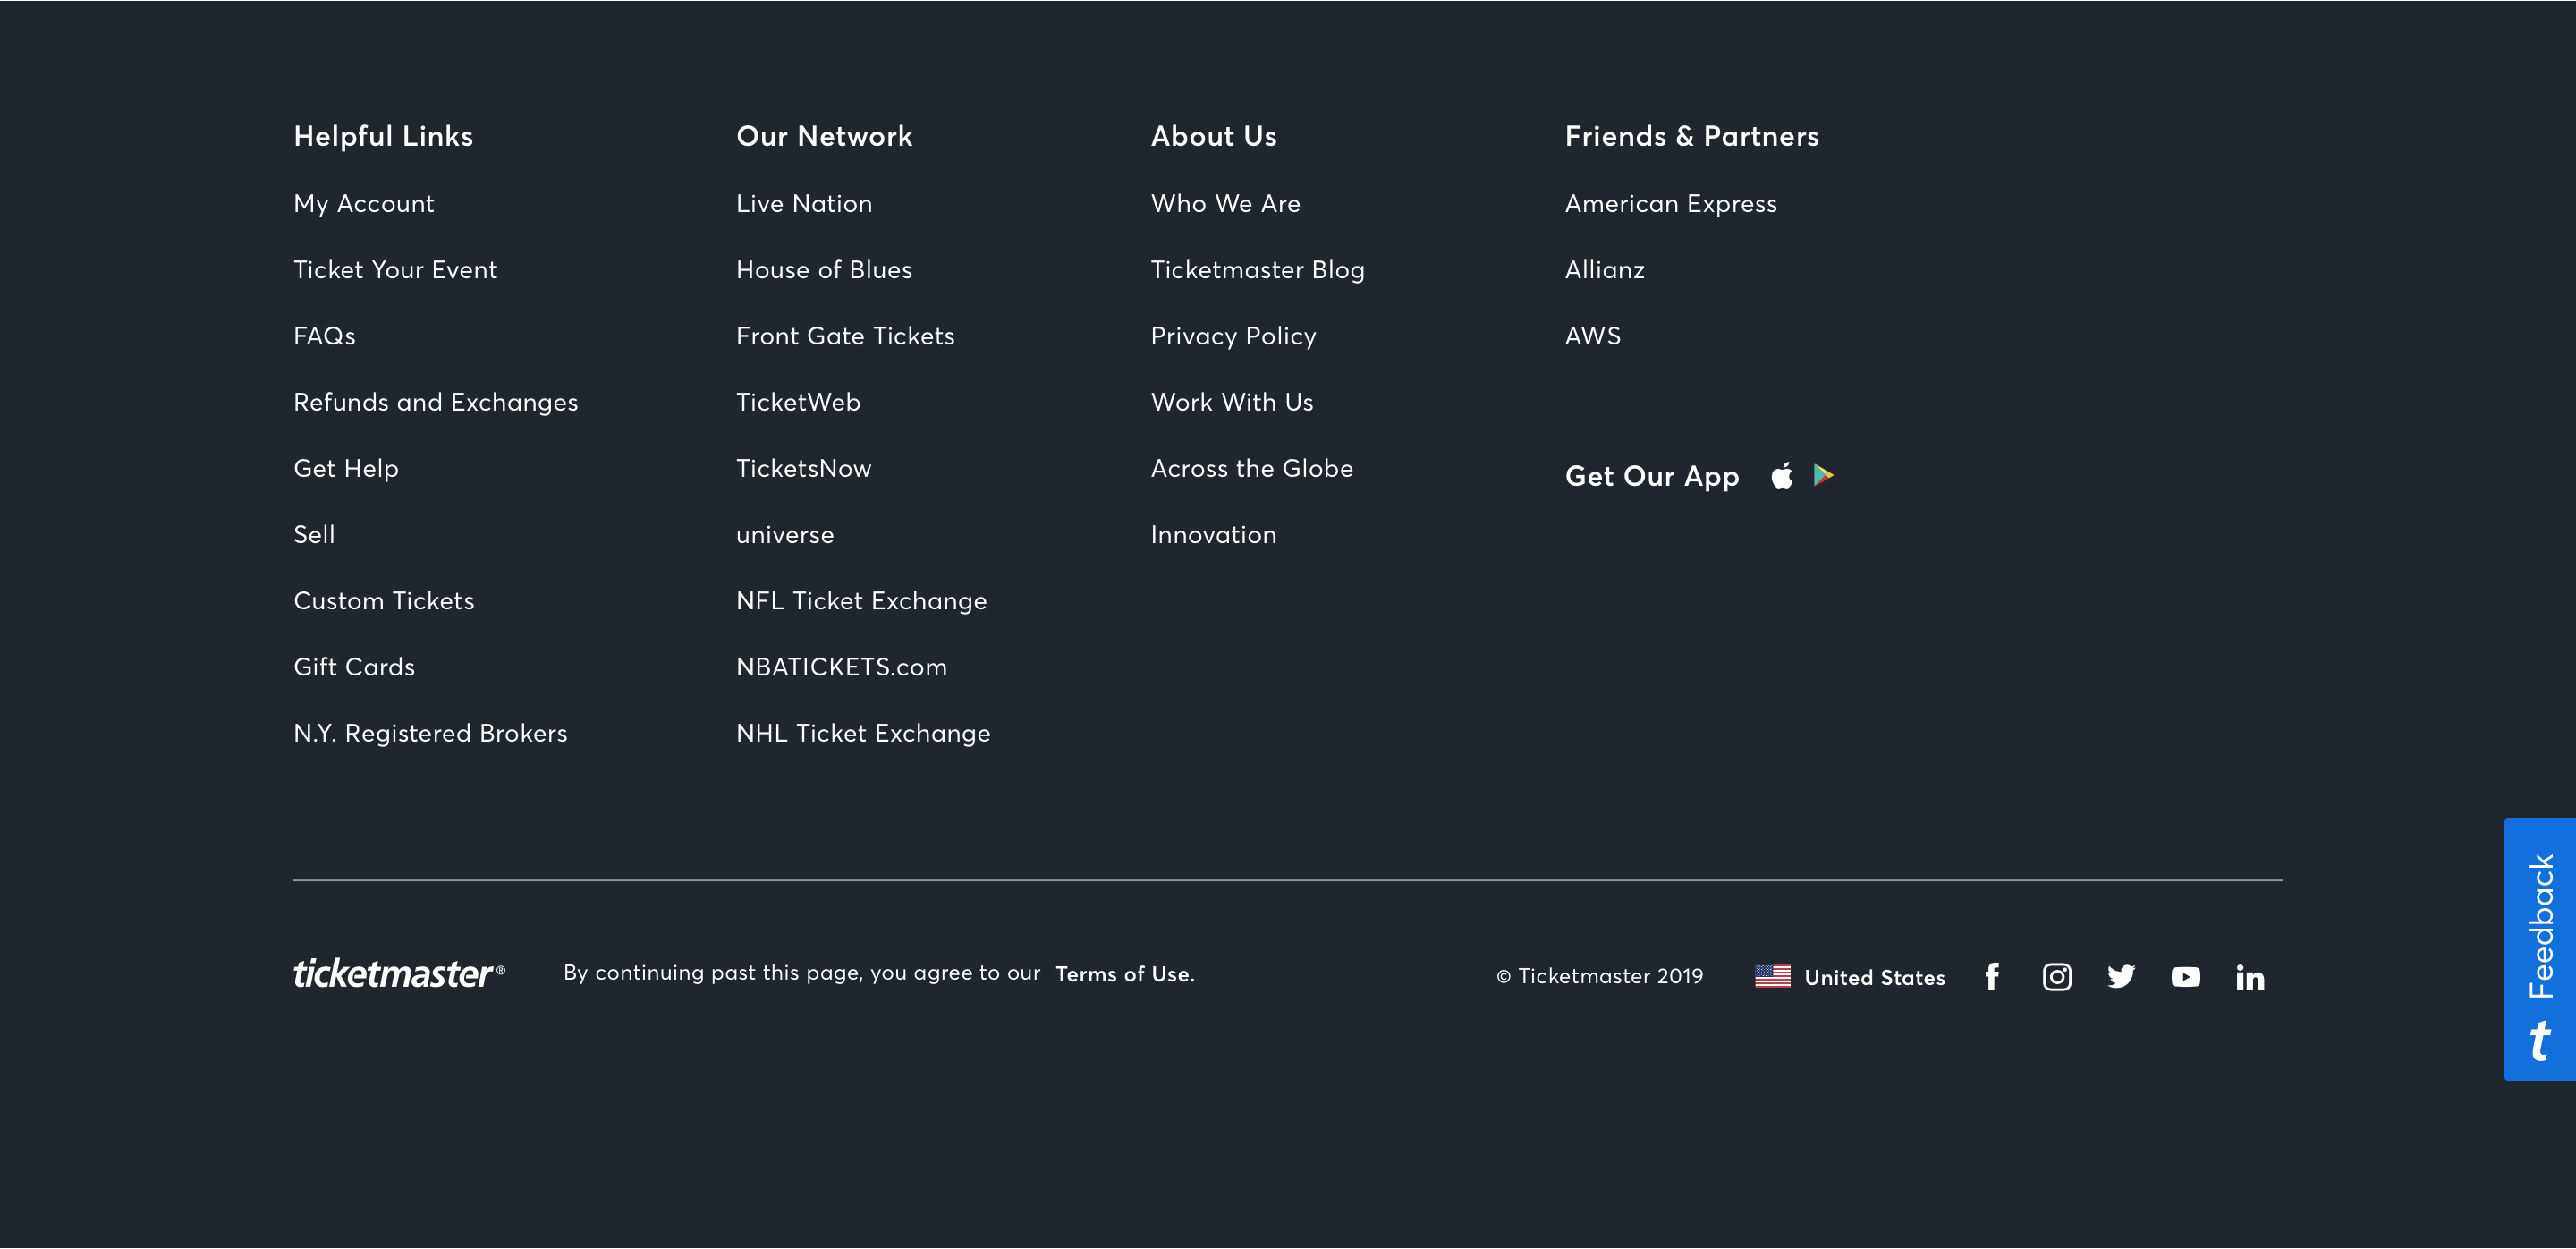 Helpful Links
My Account
Ticket Your Event
FAQs
Refunds and Exchanges
Get Help
Sell
Custom Tickets
Gift Cards
N.Y. Registered Brokers
Our Network
Live Nation
House of Blues
Front Gate Tickets
TicketWeb
TicketsNow
universe
NFL Ticket Exchange
NBATICKETS.com
NHL Ticket Exchange
About Us
Who We Are
Ticketmaster Blog
Privacy Policy
Work With Us
Across the Globe
Innovation
Friends & Partners
American Express
Allianz
AWS
Get Our App
ticketmaster®
By continuing past this page, you agree to our Terms of Use.
© Ticketmaster 2019
United States
t Feedback